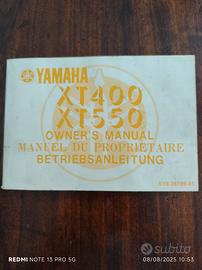 YAMAHA
XT400
XT550
OWNER'S MANUAL
MANUEL DU PROPRIETAIRE
BETRIEBSANLEITUNG
REDMI NOTE 13 PRO 5G
08/08/2025 10:53
subito